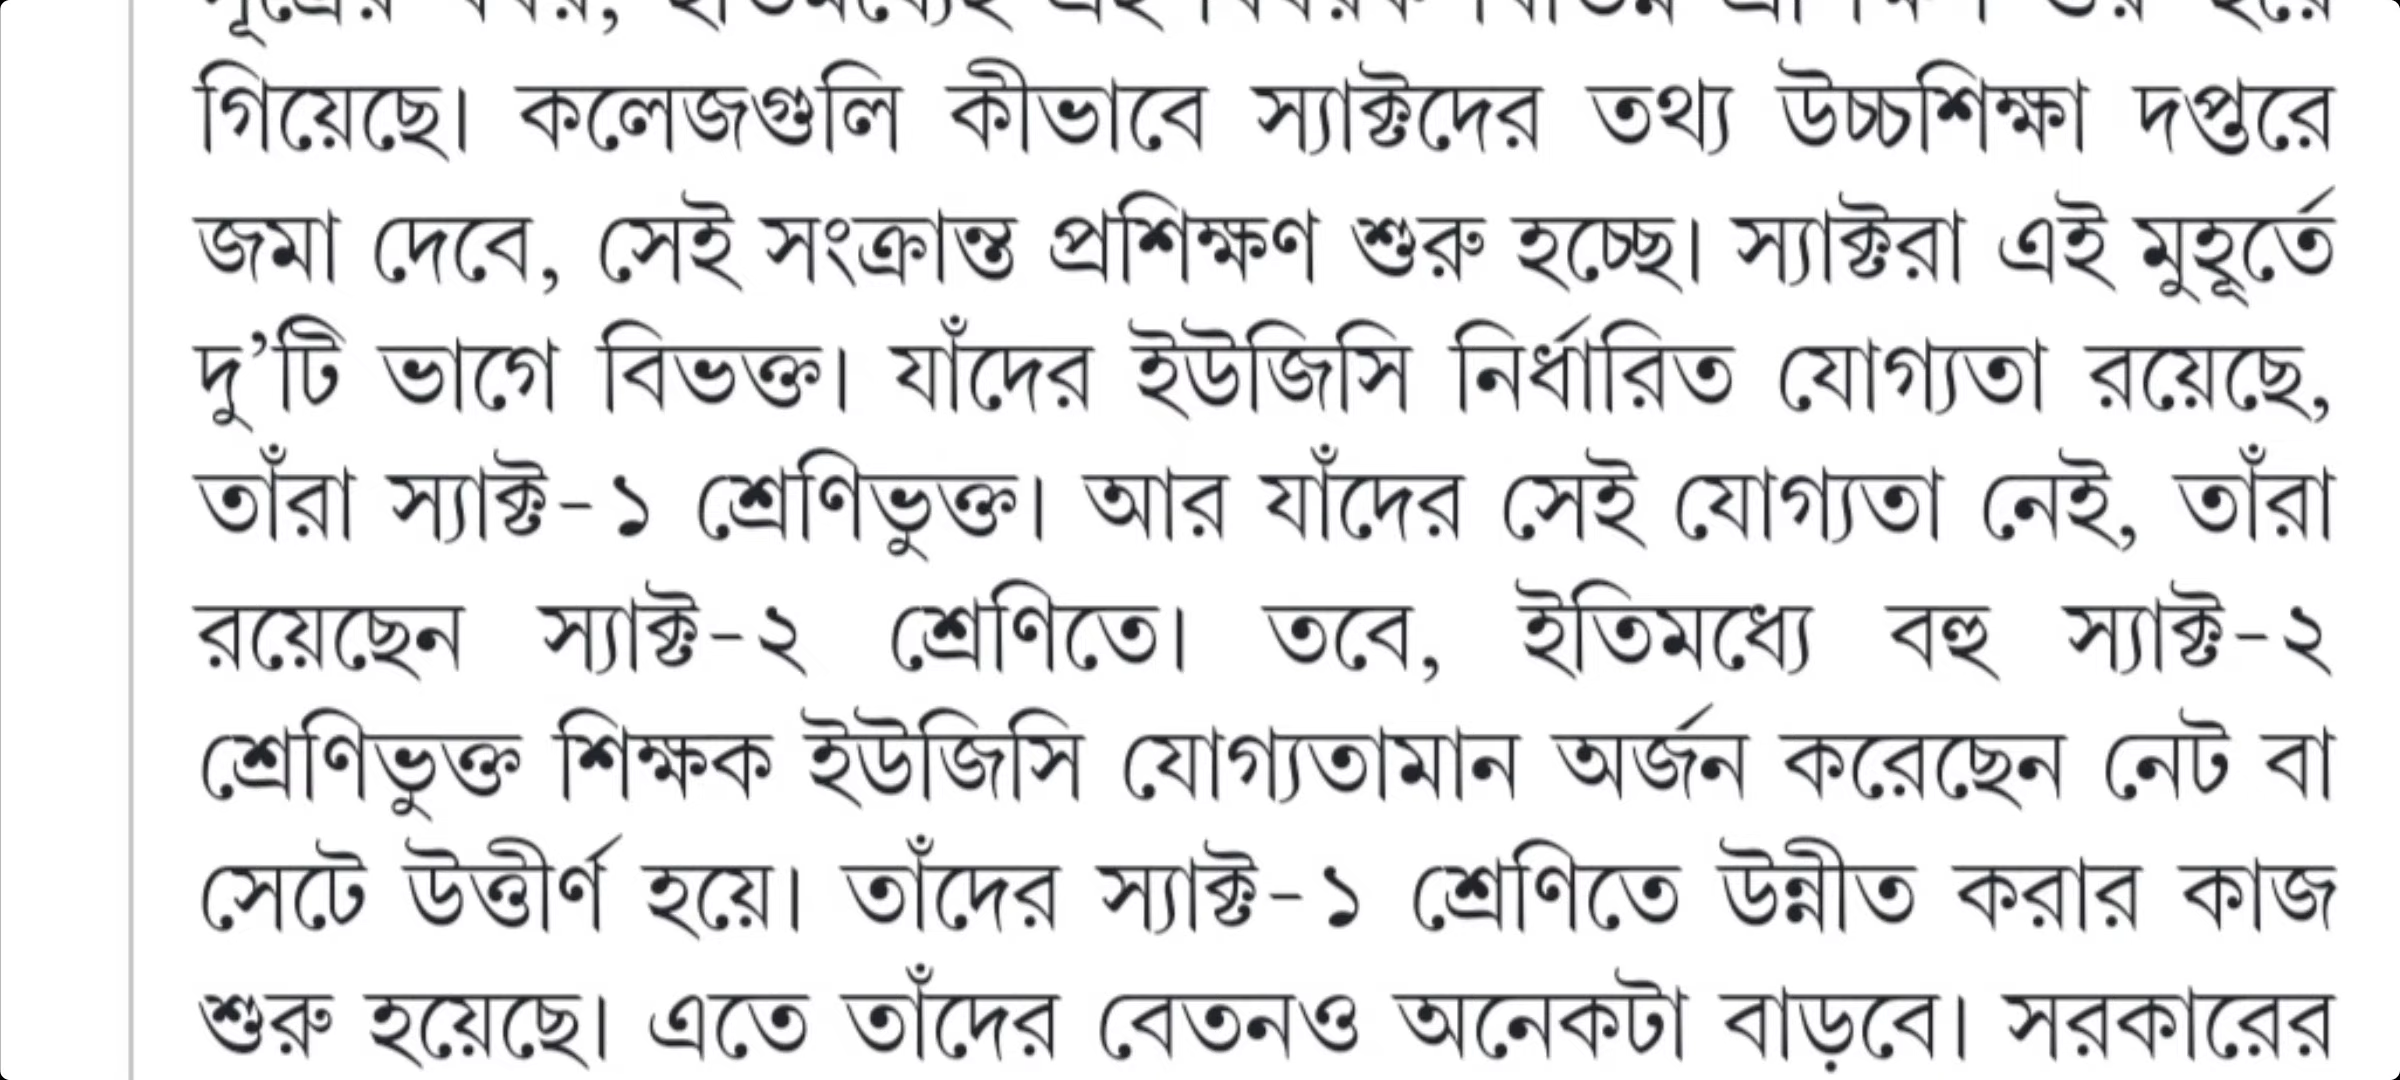 গিয়েছে। কলেজগুলি কীভাবে স্যাক্টদের তথ্য উচ্চশিক্ষা দপ্তরে
জমা দেবে, সেই সংক্রান্ত প্রশিক্ষণ শুরু হচ্ছে। স্যাক্টরা এই মুহূর্তে
দু’টি ভাগে বিভক্ত। যাঁদের ইউজিসি নির্ধারিত যোগ্যতা রয়েছে,
তাঁরা স্যাক্ট-১ শ্রেণিভুক্ত। আর যাঁদের সেই যোগ্যতা নেই, তাঁরা
রয়েছেন স্যাক্ট-২ শ্রেণিতে। তবে, ইতিমধ্যে বহু স্যাক্ট-২
শ্রেণিভুক্ত শিক্ষক ইউজিসি যোগ্যতামান অর্জন করেছেন নেট বা
সেটে উত্তীর্ণ হয়ে। তাঁদের স্যাক্ট-১ শ্রেণিতে উন্নীত করার কাজ
শুরু হয়েছে। এতে তাঁদের বেতনও অনেকটা বাড়বে। সরকারের